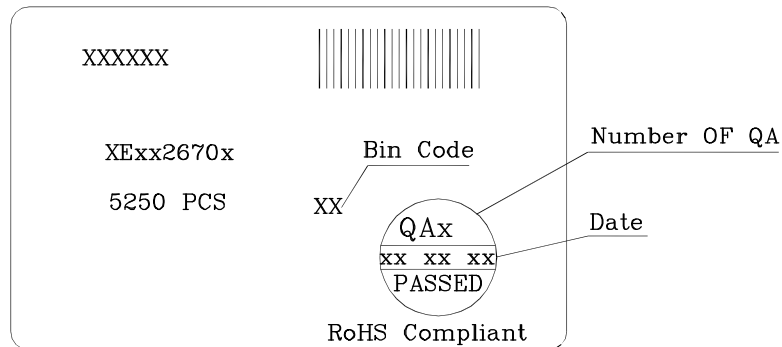 XXXXXX
XExx2670x
5250 PCS
Bin Code
XX
Number OF QA
Date
QAx
xx xx xx
PASSED
RoHS Compliant